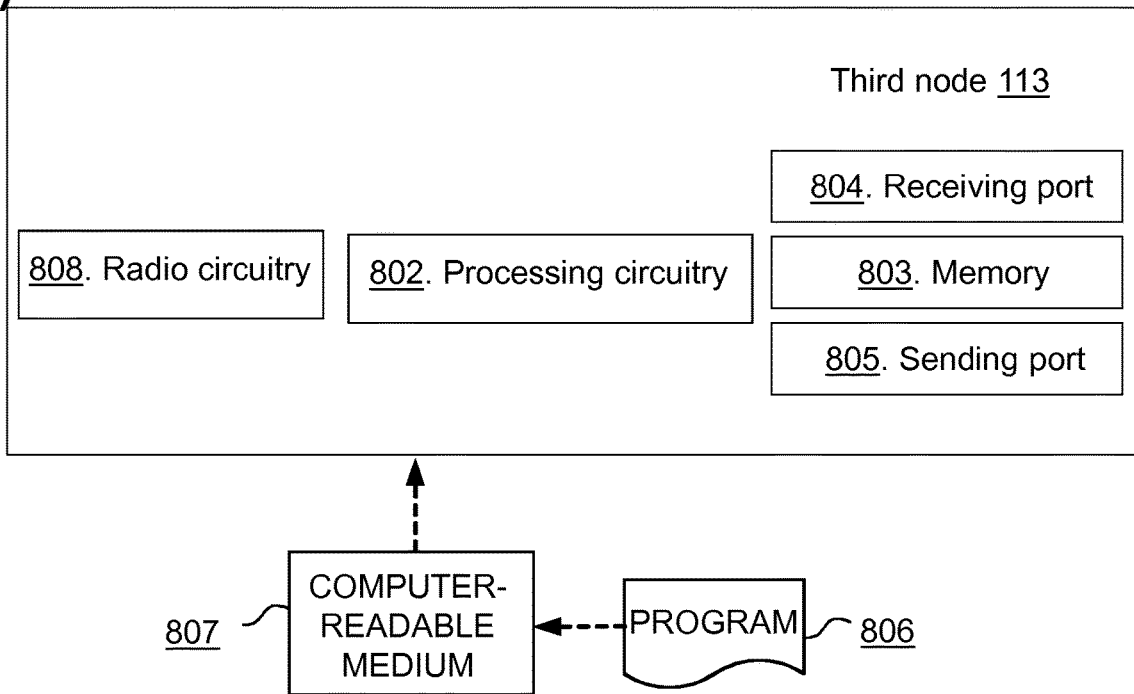 Third node 113
804. Receiving port
808. Radio circuitry
802. Processing circuitry
803. Memory
805. Sending port
COMPUTER-
READABLE
MEDIUM
807
PROGRAM
806